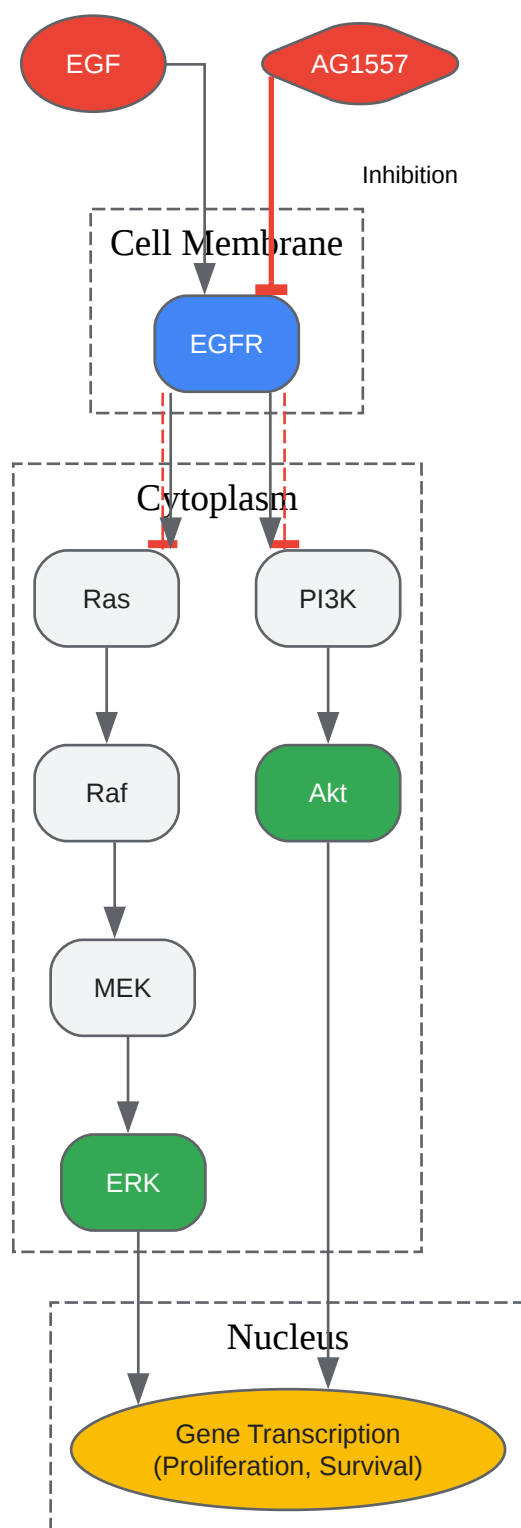 EGF
AG1557
Inhibition
Cell Membrane
EGFR
Cytoplasm
Ras
PI3K
Raf
Akt
MEK
ERK
Nucleus
Gene Transcription
(Proliferation, Survival)